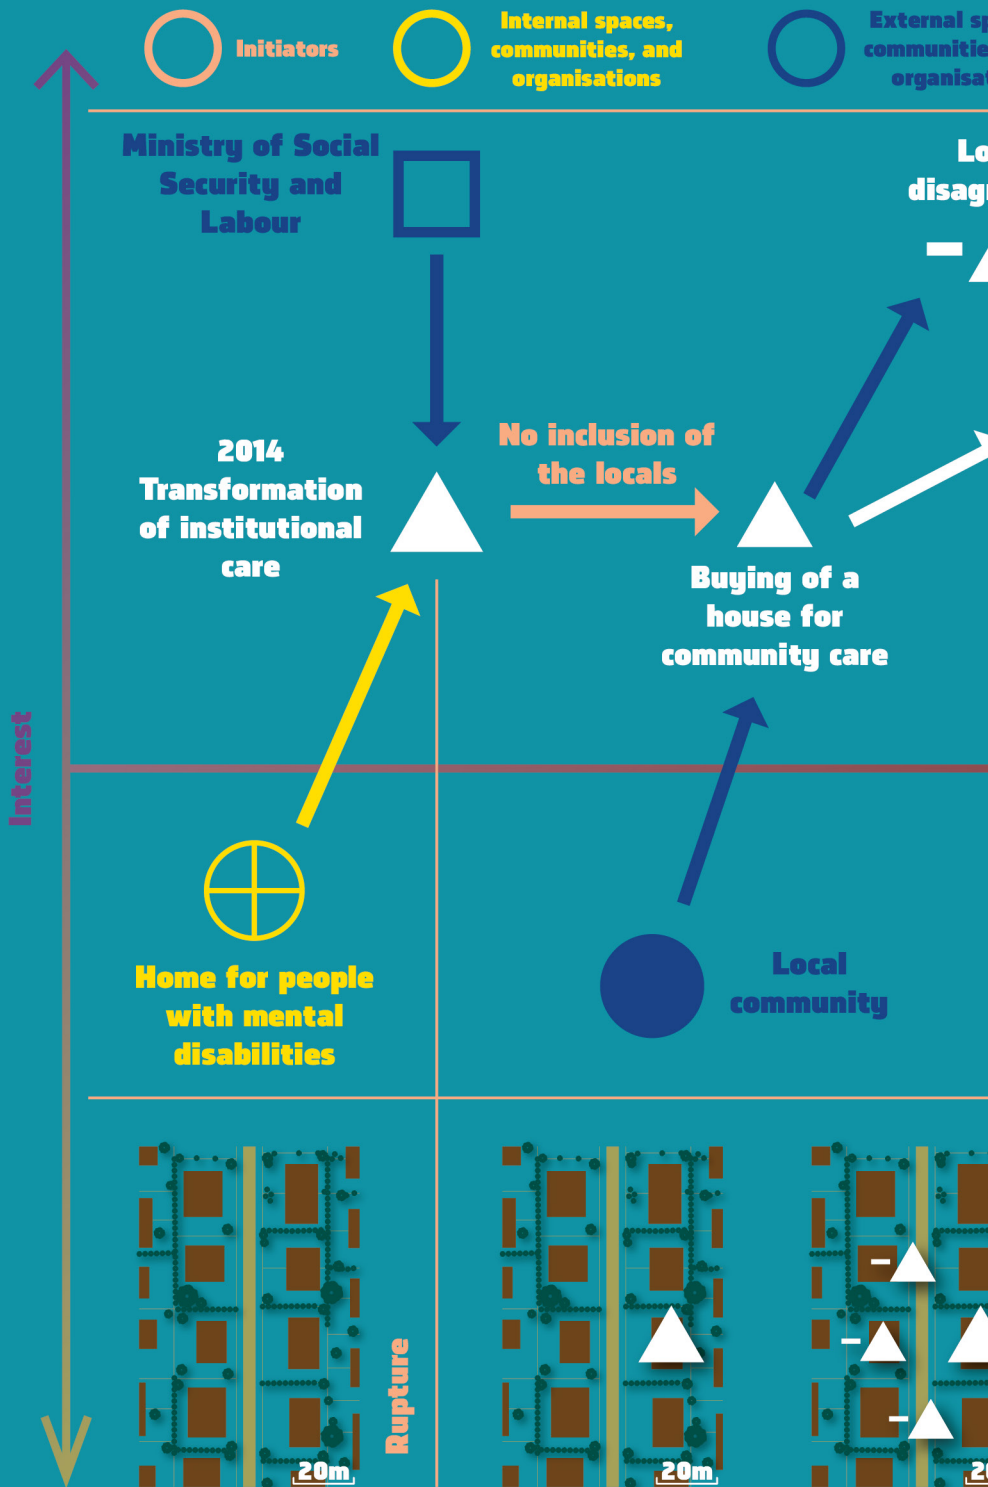 Initiators
Internal spaces,
communities, and
organisations
External
Ministry of Social
Security and
Labour
2014
Transformation
of institutional
care
No inclusion of
the locals
Buying of a
house for
community care
Interest
Home for people
with mental
disabilities
Local
community
Rupture
20m
20m